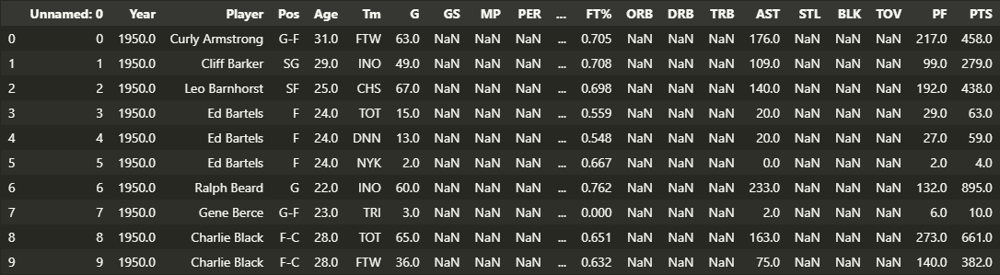 Unnamed: 0 Year Player Pos Age Tm G GS MP PER ... FT% ORB DRB TRB AST STL BLK TOV PF PTS
0 0 1950.0 Curly Armstrong G-F 31.0 FTW 63.0 NaN NaN NaN ... 0.705 NaN NaN NaN 176.0 NaN NaN NaN 217.0 458.0
1 1 1950.0 Cliff Barker SG 29.0 INO 49.0 NaN NaN NaN ... 0.708 NaN NaN NaN 109.0 NaN NaN NaN 99.0 279.0
2 2 1950.0 Leo Barnhorst SF 25.0 CHS 67.0 NaN NaN NaN ... 0.698 NaN NaN NaN 140.0 NaN NaN NaN 192.0 438.0
3 3 1950.0 Ed Bartels F 24.0 TOT 15.0 NaN NaN NaN ... 0.559 NaN NaN NaN 20.0 NaN NaN NaN 29.0 63.0
4 4 1950.0 Ed Bartels F 24.0 DNN 13.0 NaN NaN NaN ... 0.548 NaN NaN NaN 20.0 NaN NaN NaN 27.0 59.0
5 5 1950.0 Ed Bartels F 24.0 NYK 2.0 NaN NaN NaN ... 0.667 NaN NaN NaN 0.0 NaN NaN NaN 2.0 4.0
6 6 1950.0 Ralph Beard G 22.0 INO 60.0 NaN NaN NaN ... 0.762 NaN NaN NaN 233.0 NaN NaN NaN 132.0 895.0
7 7 1950.0 Gene Berce G-F 23.0 TRI 3.0 NaN NaN NaN ... 0.000 NaN NaN NaN 2.0 NaN NaN NaN 6.0 10.0
8 8 1950.0 Charlie Black F-C 28.0 TOT 65.0 NaN NaN NaN ... 0.651 NaN NaN NaN 163.0 NaN NaN NaN 273.0 661.0
9 9 1950.0 Charlie Black F-C 28.0 FTW 36.0 NaN NaN NaN ... 0.632 NaN NaN NaN 75.0 NaN NaN NaN 140.0 382.0